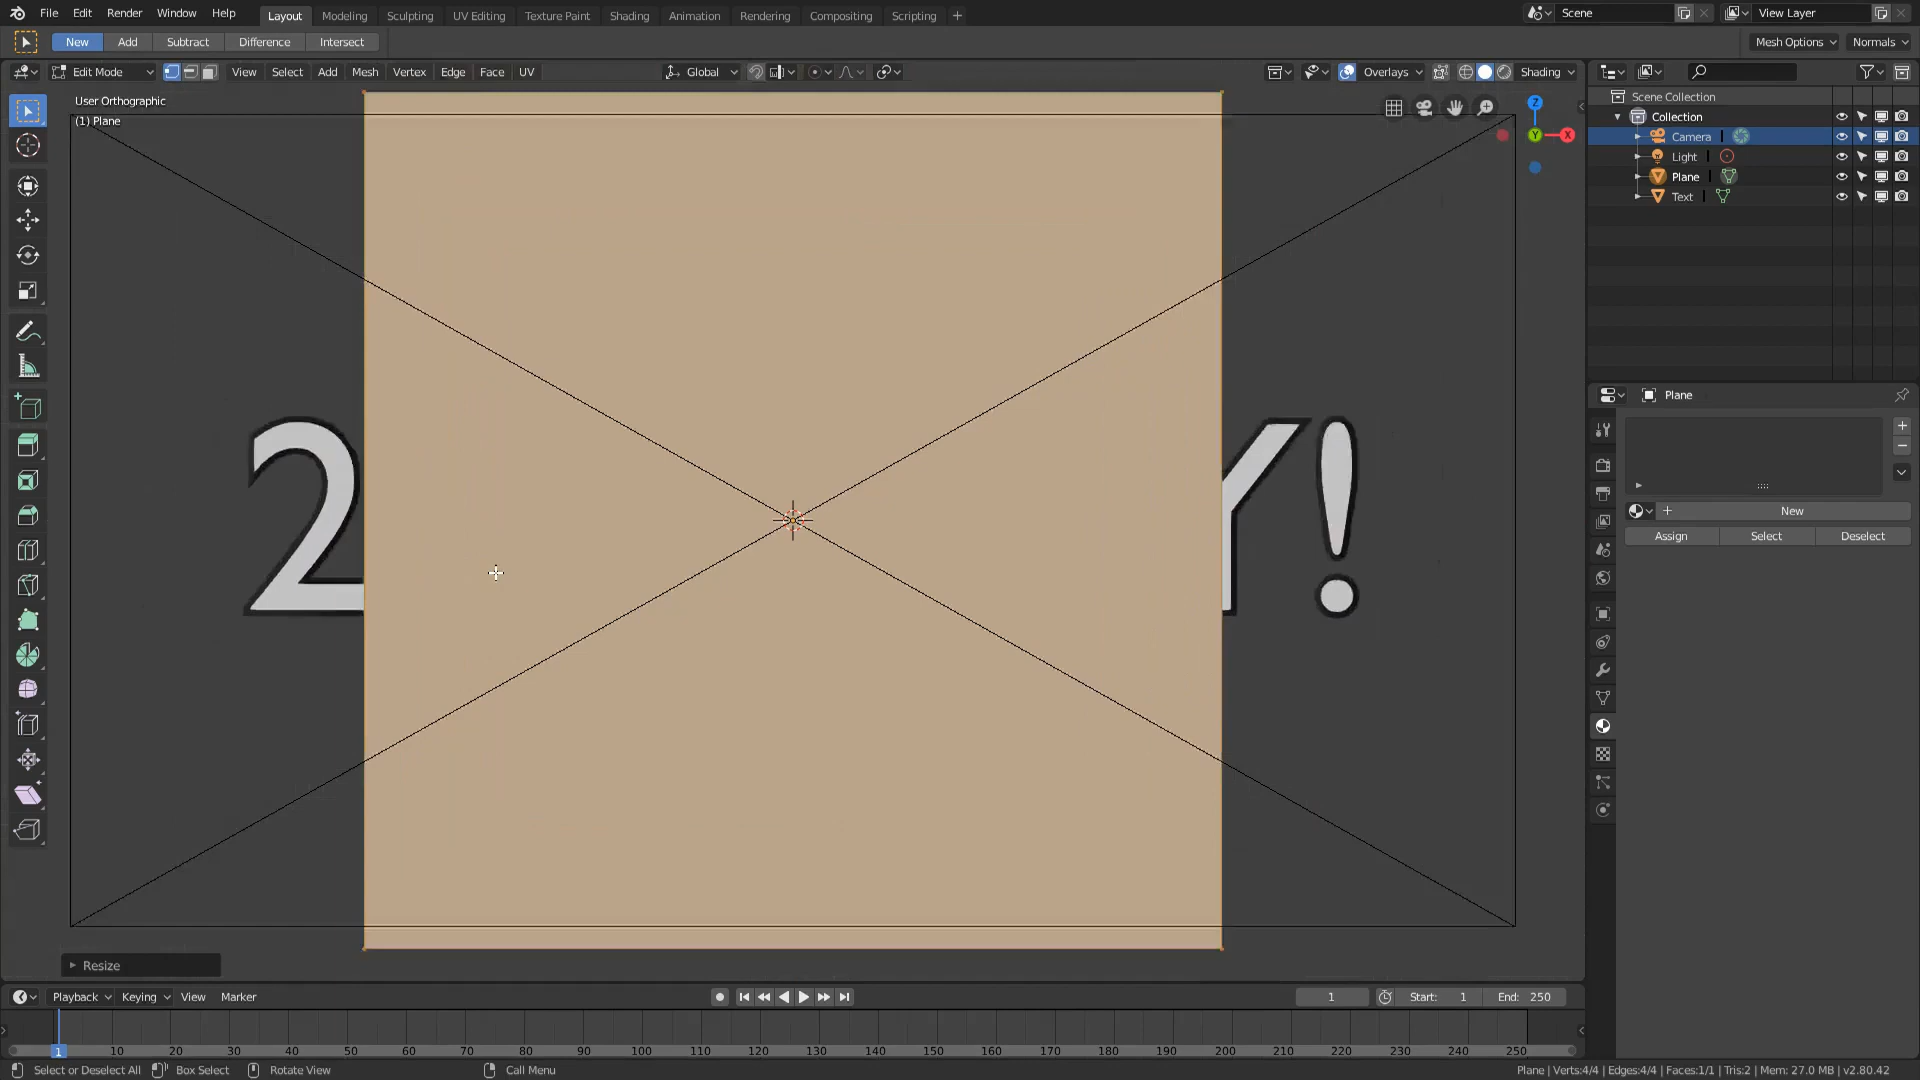 File Edit Render Window Help Layout Modeling Sculpting UV Editing Texture Paint Shading Animation Rendering Compositing Scripting + Scene View Layer
New Add Subtract Difference Intersect Mesh Options Normals
Edit Mode View Select Add Mesh Vertex Edge Face UV Global Overlays Shading
User Orthographic
(1) Plane
Z
Y
X
Scene Collection
Collection
Camera
Light
Plane
Text
2
Y!
Plane
New
Assign Select Deselect
Resize
Playback Keying View Marker 1 Start: 1 End: 250
1 10 20 30 40 50 60 70 80 90 100 110 120 130 140 150 160 170 180 190 200 210 220 230 240 250
Select or Deselect All Box Select Rotate View Call Menu Plane | Verts:4/4 | Edges:4/4 | Faces:1/1 | Tris:2 | Mem: 27.0 MB | v2.80.42